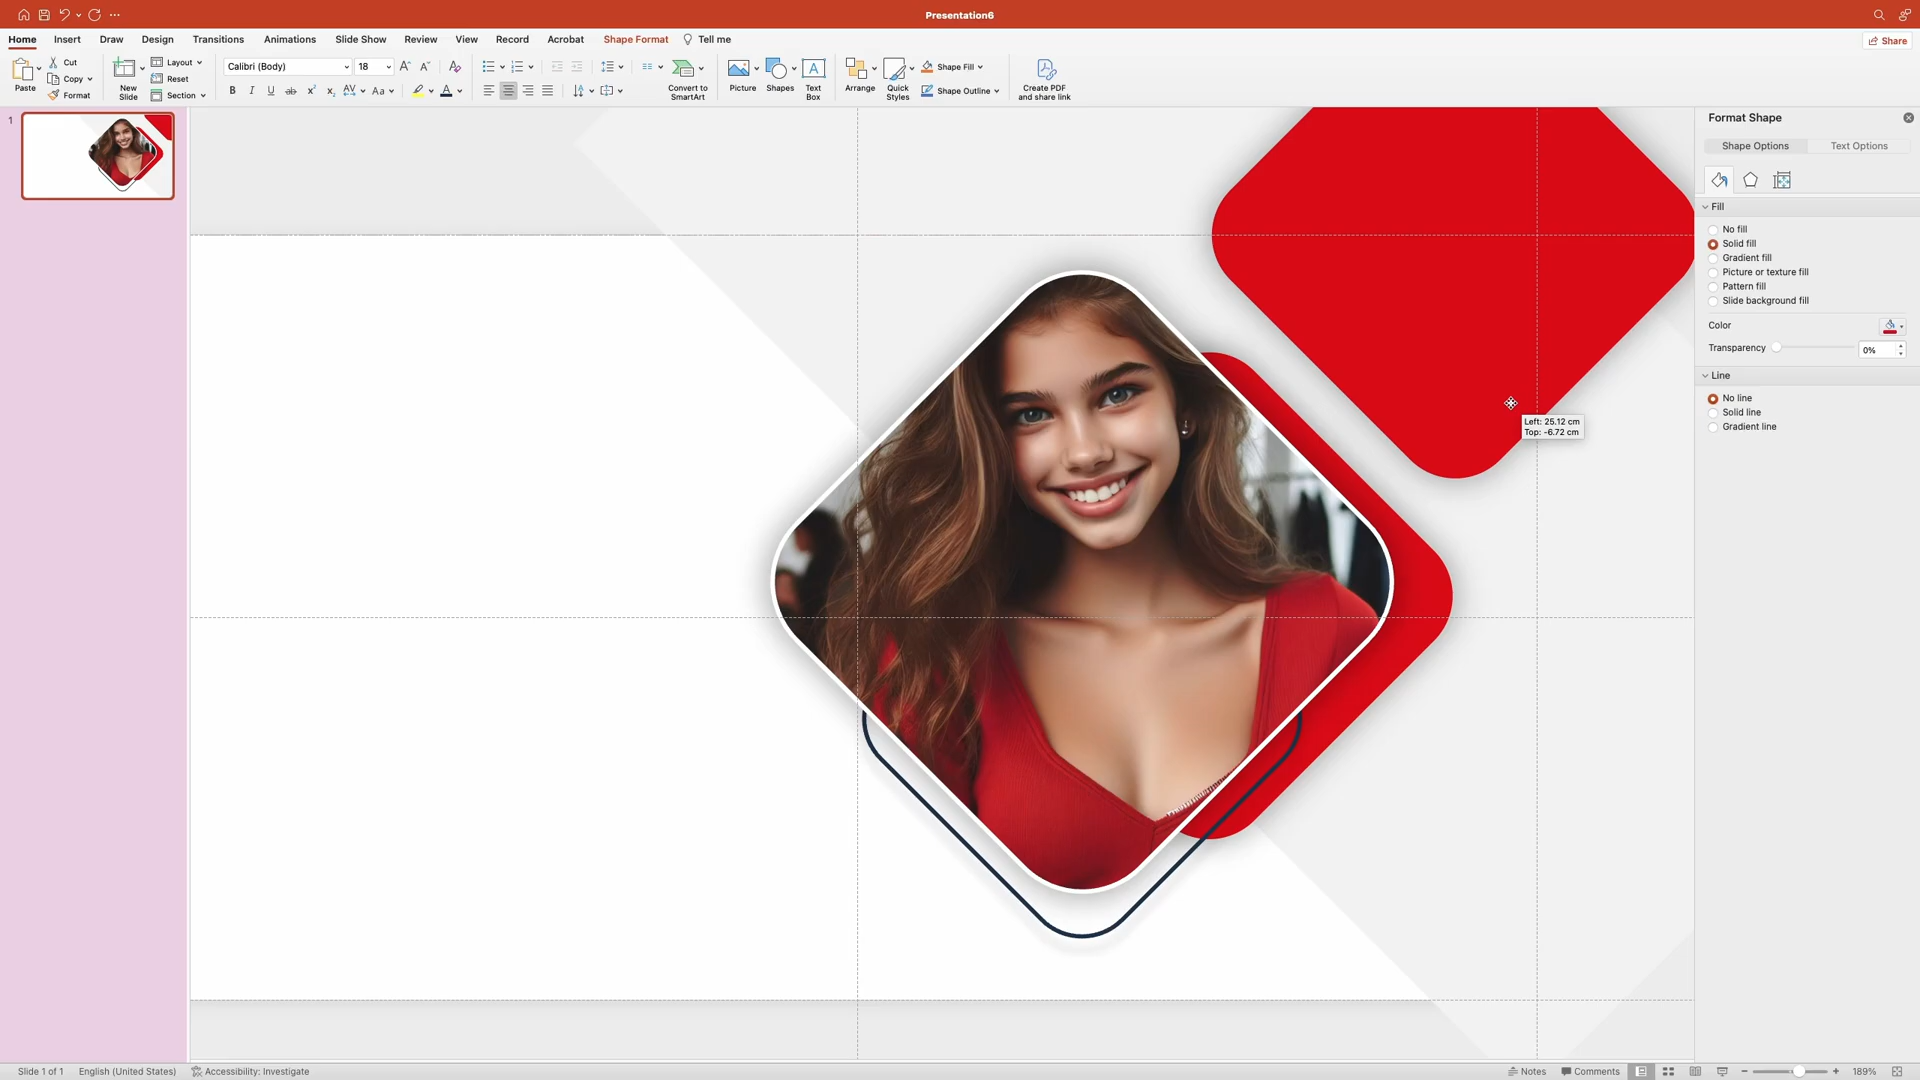 Presentation6
Home Insert Draw Design Transitions Animations Slide Show Review View Record Acrobat Shape Format Tell me
Share
Paste
Cut
Copy
Format
New Slide
Layout
Reset
Section
Calibri (Body) 18
Convert to SmartArt
Picture
Shapes
Text Box
Arrange
Quick Styles
Shape Fill
Shape Outline
Create PDF and share link
1
Format Shape
Shape Options Text Options
Fill
No fill
Solid fill
Gradient fill
Picture or texture fill
Pattern fill
Slide background fill
Color
Transparency 0%
Line
No line
Solid line
Gradient line
Left: 25.12 cm
Top: -6.72 cm
Slide 1 of 1 English (United States) Accessibility: Investigate Notes Comments 189%